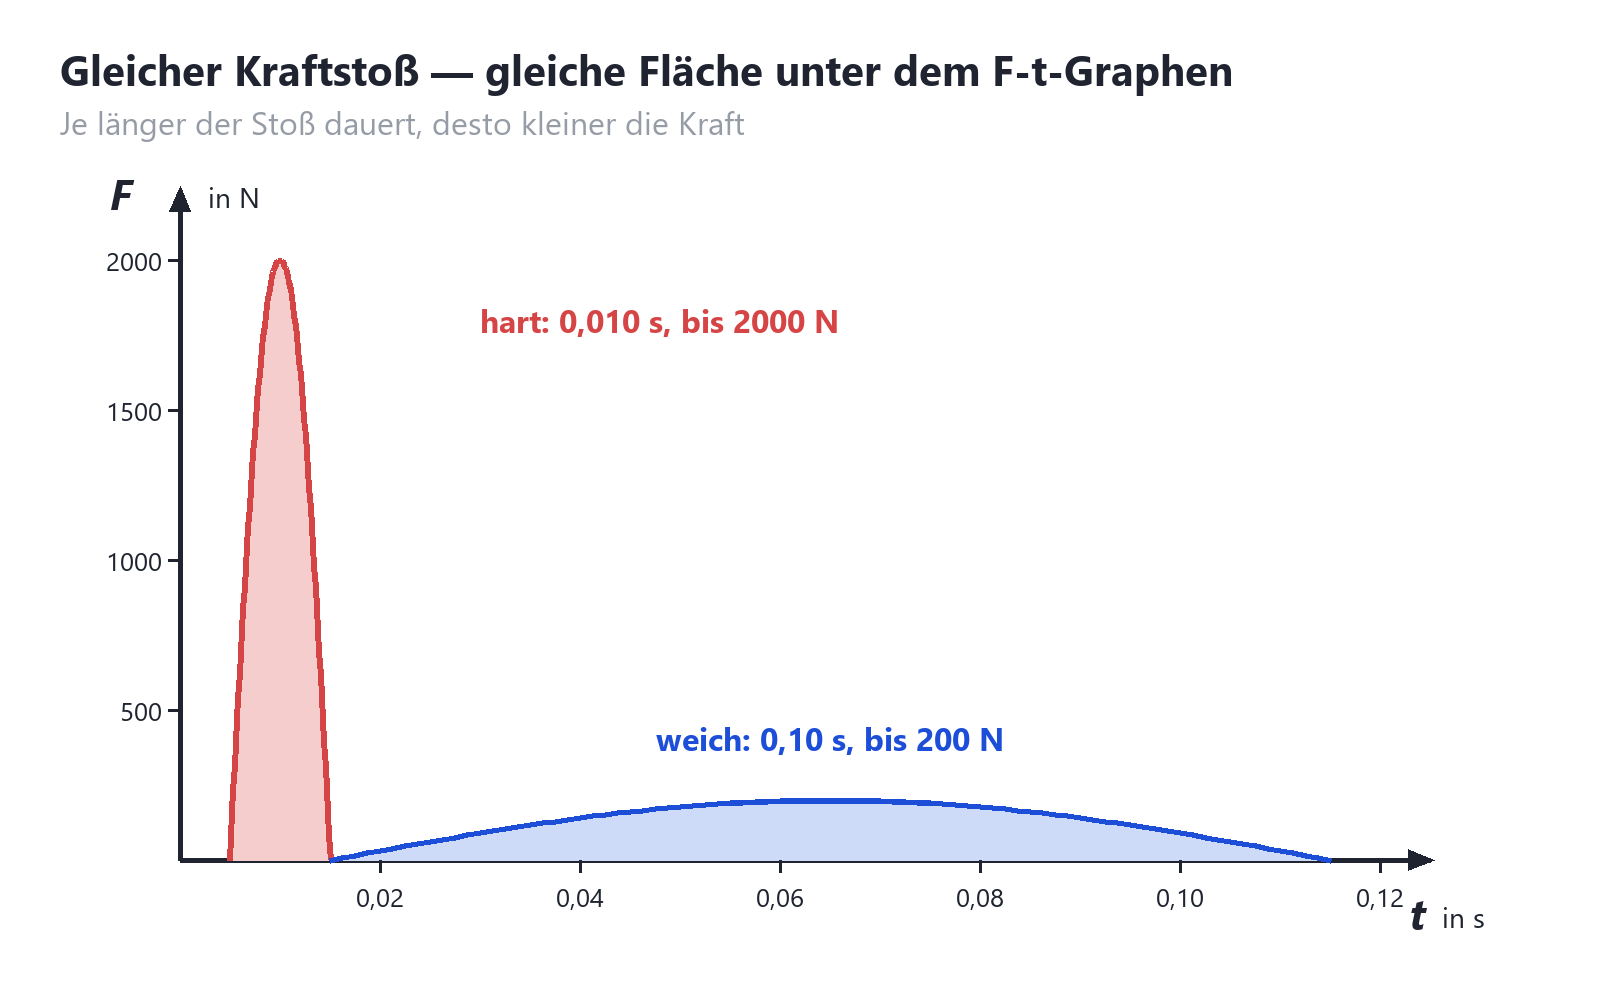 Gleicher Kraftstoß — gleiche Fläche unter dem F-t-Graphen
Je länger der Stoß dauert, desto kleiner die Kraft
F in N
2000
hart: 0,010 s, bis 2000 N
1500
1000
500
weich: 0,10 s, bis 200 N
0,02 0,04 0,06 0,08 0,10 0,12
t in s